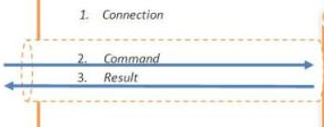 1. Connection
2. Command
3. Result